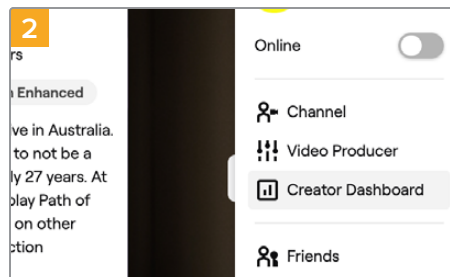 2
rs
Enhanced
ve in Australia.
to not be a
ly 27 years. At
olay Path of
on other
ction
Online
Channel
Video Producer
Creator Dashboard
Friends